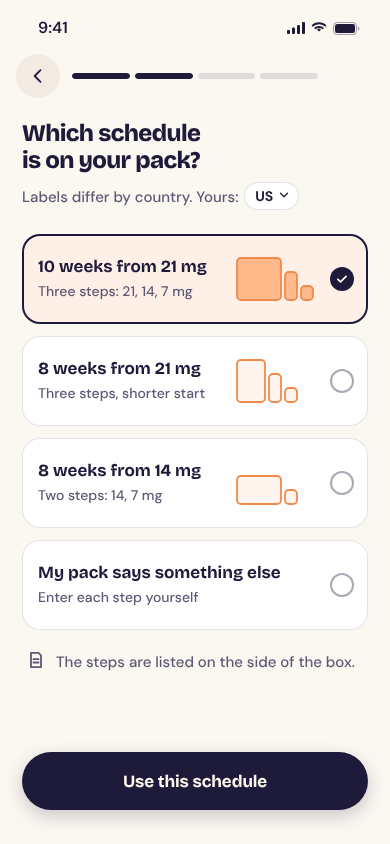 9:41
Which schedule
is on your pack?
Labels differ by country. Yours: US
10 weeks from 21 mg
Three steps: 21, 14, 7 mg
8 weeks from 21 mg
Three steps, shorter start
8 weeks from 14 mg
Two steps: 14, 7 mg
My pack says something else
Enter each step yourself
The steps are listed on the side of the box.
Use this schedule